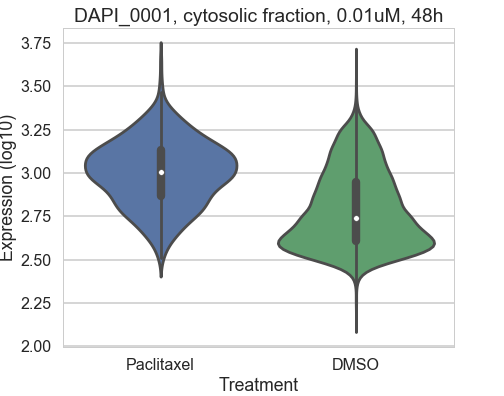 DAPI_0001, cytosolic fraction, 0.01uM, 48h
3.75
3.50
3.25
3.00
2.75
2.50
2.25
2.00
Expression (log10)
Paclitaxel
DMSO
Treatment